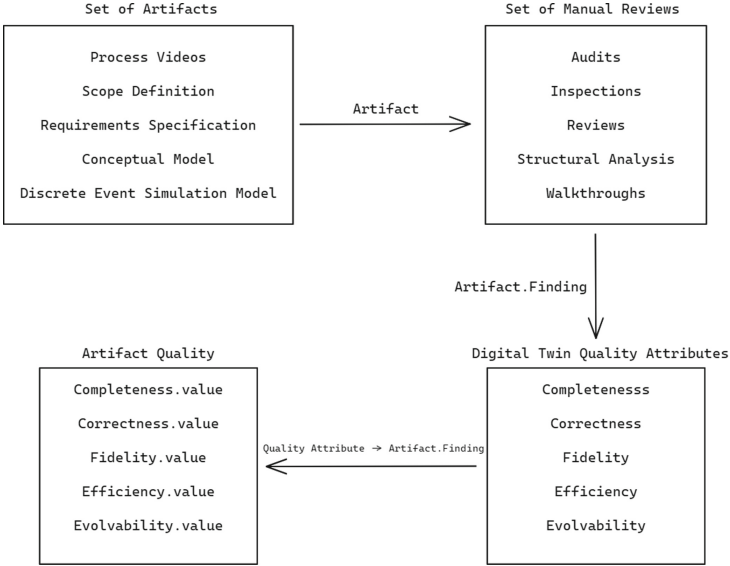 Set of Artifacts
Process Videos
Scope Definition
Requirements Specification
Conceptual Model
Discrete Event Simulation Model
Artifact
Set of Manual Reviews
Audits
Inspections
Reviews
Structural Analysis
Walkthroughs
Artifact.Finding
Digital Twin Quality Attributes
Completenesss
Correctness
Fidelity
Efficiency
Evolvability
Quality Attribute → Artifact.Finding
Artifact Quality
Completeness.value
Correctness.value
Fidelity.value
Efficiency.value
Evolvability.value